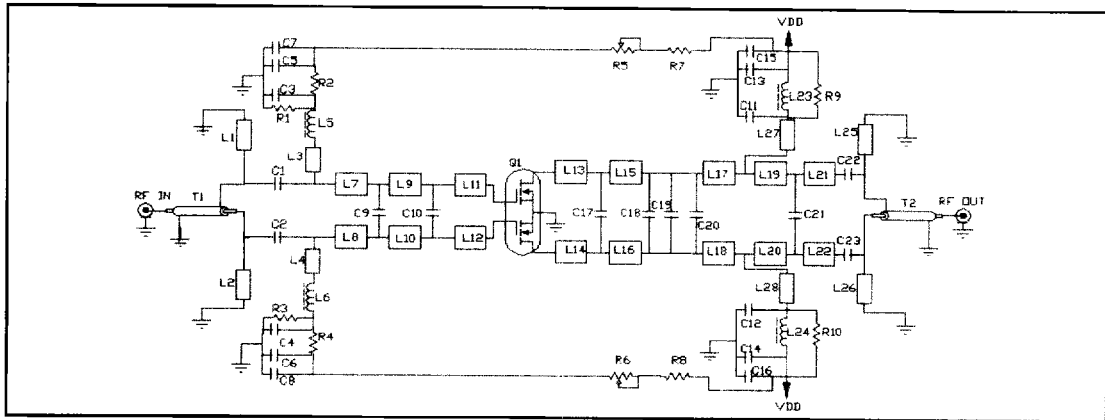 VDD
C7
C5
R2
C3
R1
L5
L1
L3
R5
R7
C15
C13
C11
L23
R9
L27
L25
C22
RF IN
T1
C1
L7
L9
L11
Q1
L13
L15
L17
L19
L21
T2
RF OUT
C9
C10
C17
C18
C19
C20
C21
C2
L8
L10
L12
L14
L16
L18
L20
L22
C23
L2
L4
L6
L28
L26
R3
C4
R4
C6
C8
R6
R8
C12
C14
C16
L24
R10
VDD